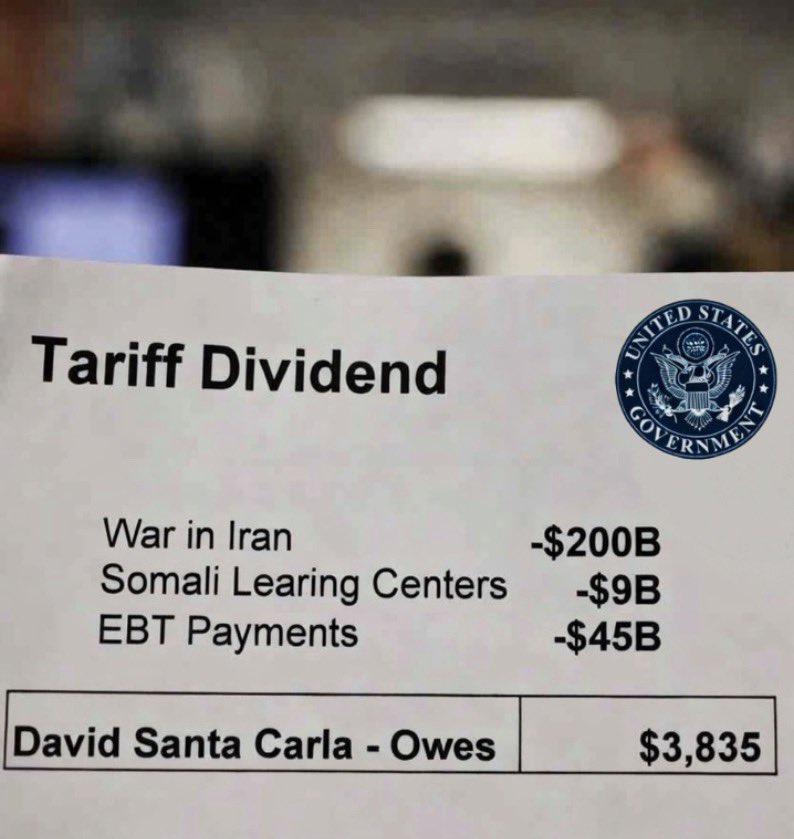 Tariff Dividend
UNITED STATES
GOVERNMENT
War in Iran -$200B
Somali Learing Centers -$9B
EBT Payments -$45B
David Santa Carla - Owes $3,835